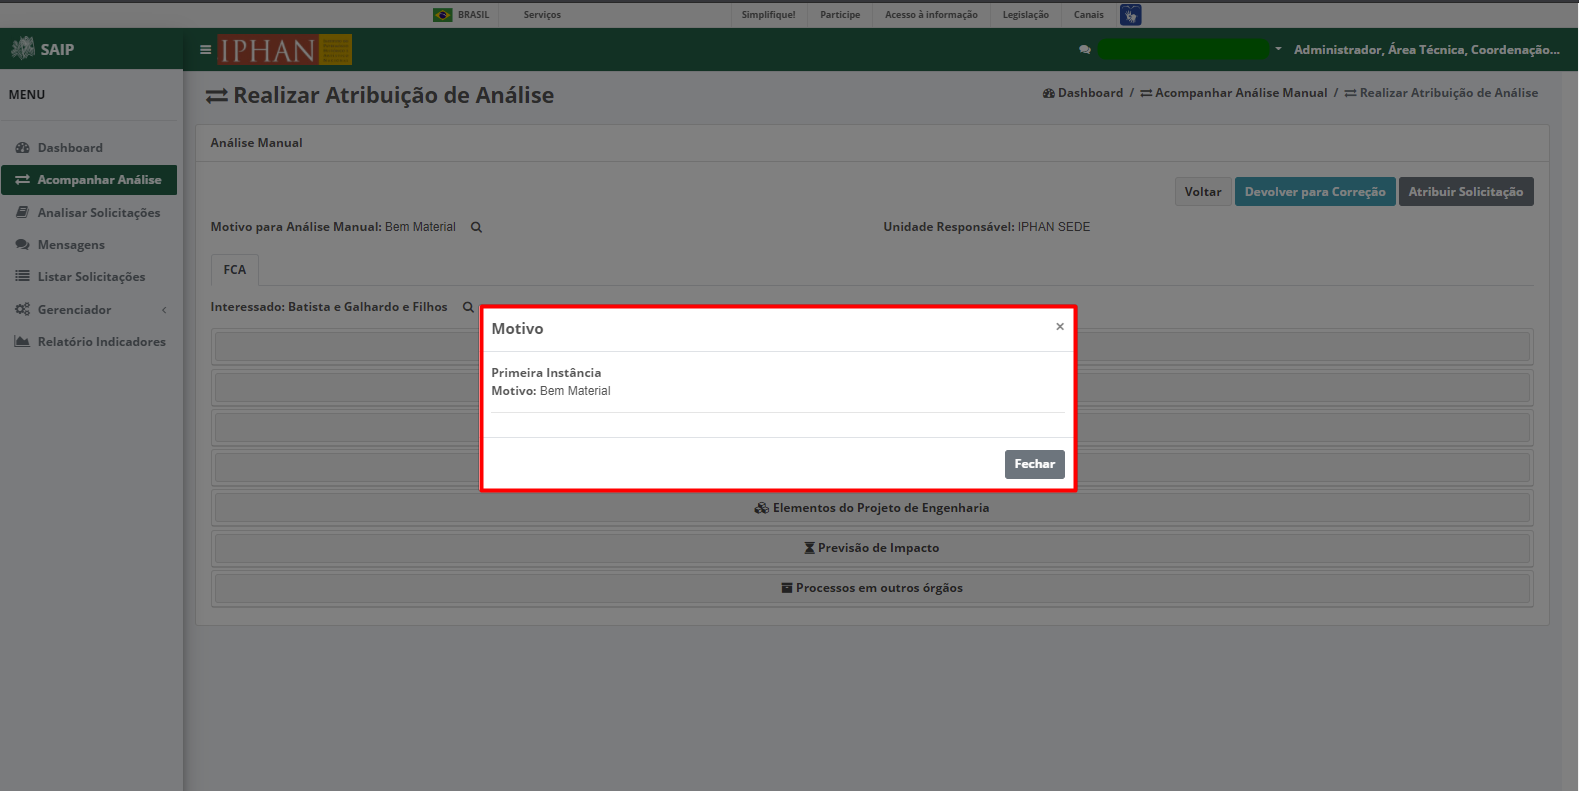 BRASIL Serviços Simplifique! Participe Acesso à informação Legislação Canais
SAIP
IPHAN
Administrador, Área Técnica, Coordenação...
MENU
Dashboard
Acompanhar Análise
Analisar Solicitações
Mensagens
Listar Solicitações
Gerenciador
Relatório Indicadores
Realizar Atribuição de Análise
Dashboard / Acompanhar Análise Manual / Realizar Atribuição de Análise
Análise Manual
Voltar Devolver para Correção Atribuir Solicitação
Motivo para Análise Manual: Bem Material Unidade Responsável: IPHAN SEDE
FCA
Interessado: Batista e Galhardo e Filhos
Motivo ×
Primeira Instância
Motivo: Bem Material
Fechar
Elementos do Projeto de Engenharia
Previsão de Impacto
Processos em outros órgãos